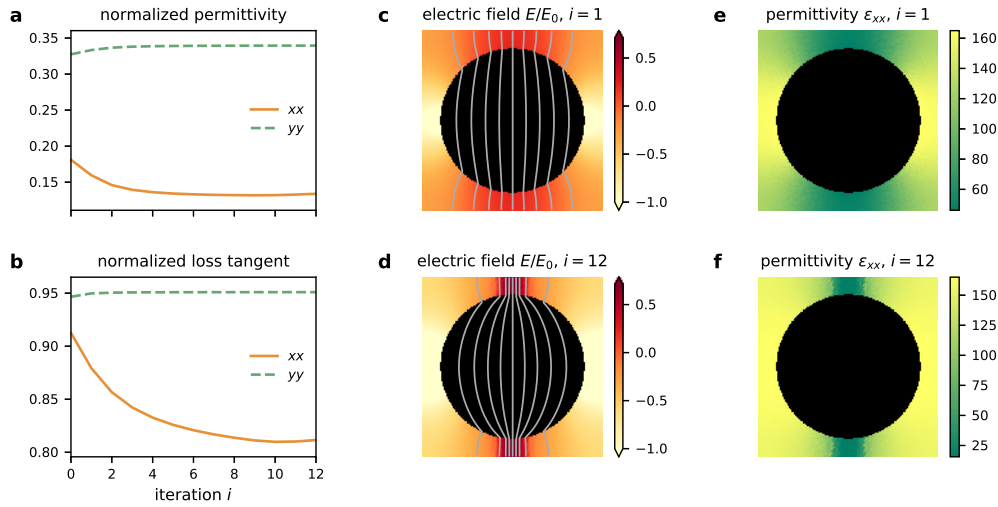 a
normalized permittivity
0.35
0.30
0.25
0.20
0.15
xx
yy
b
normalized loss tangent
0.95
0.90
0.85
0.80
xx
yy
0 2 4 6 8 10 12
iteration i
c
electric field E/E₀, i = 1
0.5
0.0
−0.5
−1.0
d
electric field E/E₀, i = 12
0.5
0.0
−0.5
−1.0
e
permittivity εₓₓ, i = 1
160
140
120
100
80
60
f
permittivity εₓₓ, i = 12
150
125
100
75
50
25